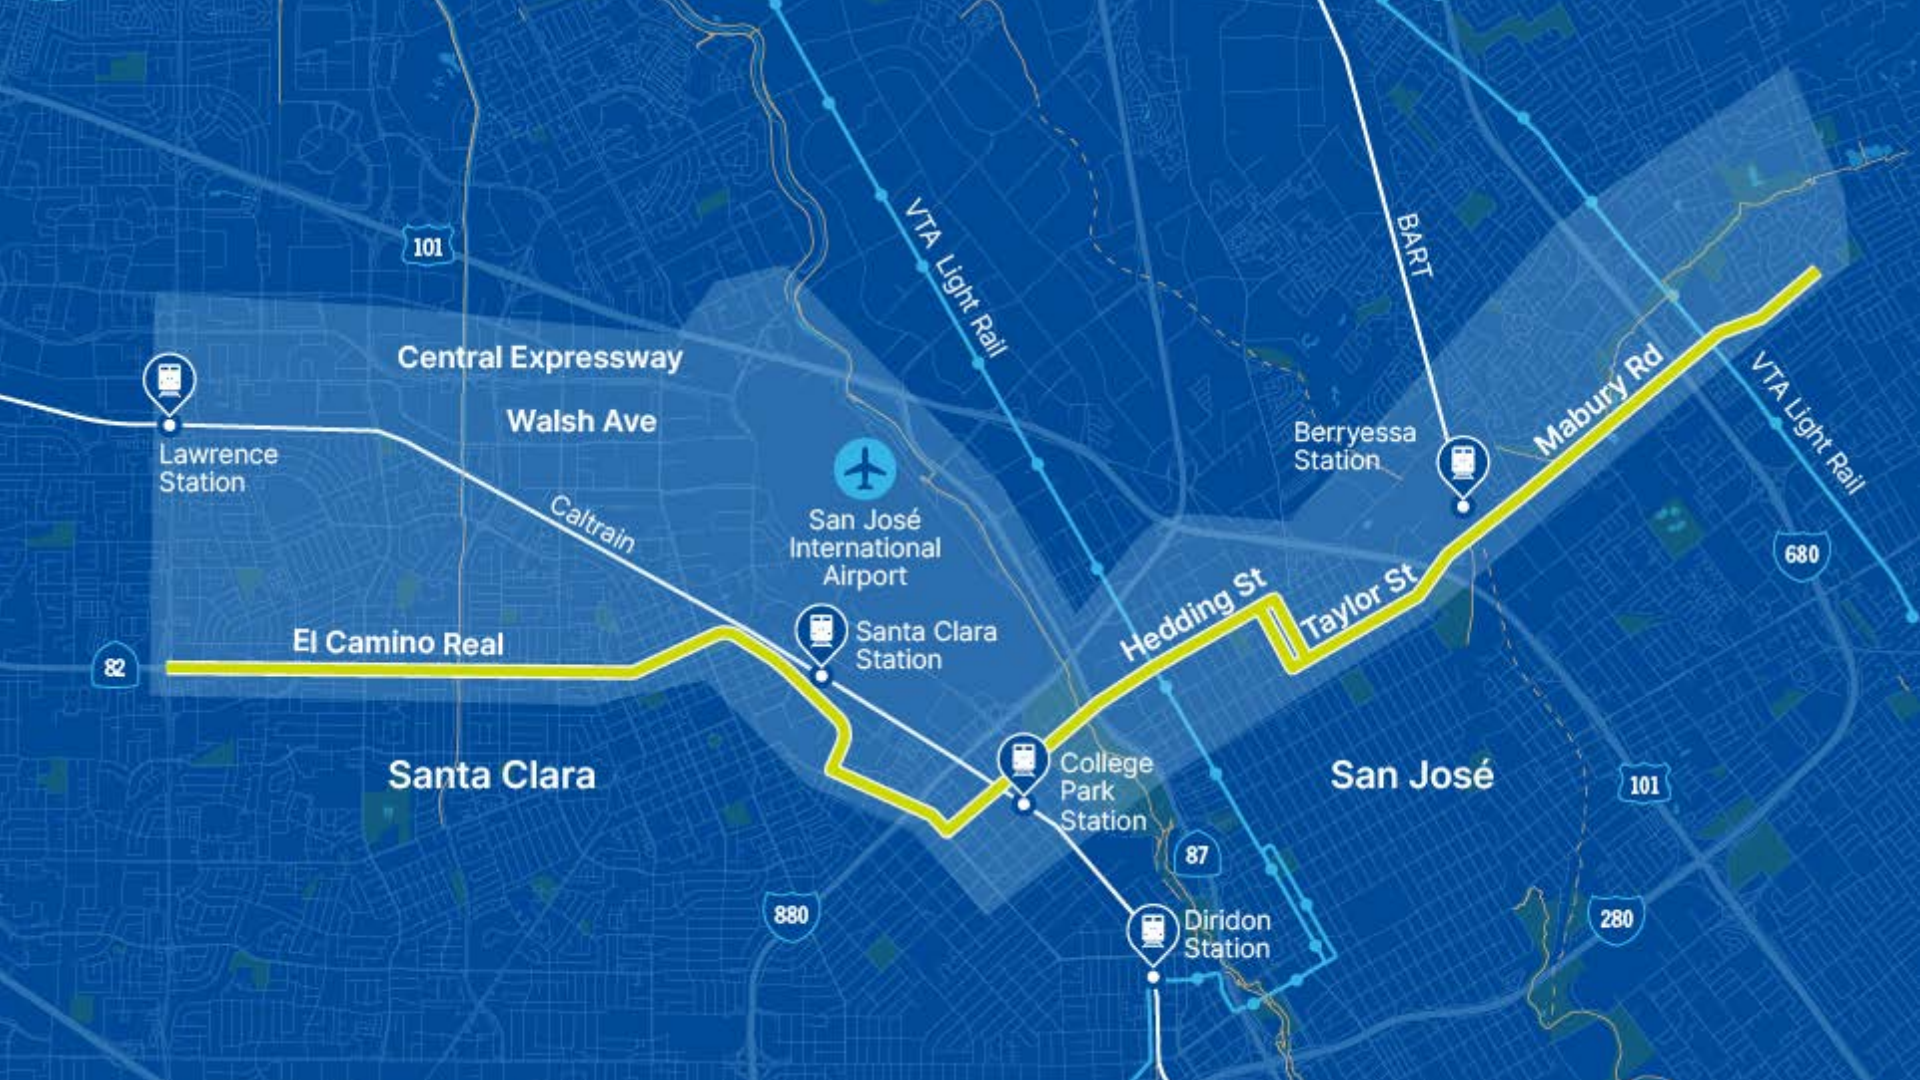 VTA Light Rail
BART
101
Central Expressway
Walsh Ave
Lawrence
Station
Caltrain
San José
International
Airport
Berryessa
Station
Mabury Rd
VTA Light Rail
680
Hedding St
Taylor St
El Camino Real
82
Santa Clara
Station
Santa Clara
College
Park
Station
San José
101
87
880
Diridon
Station
280